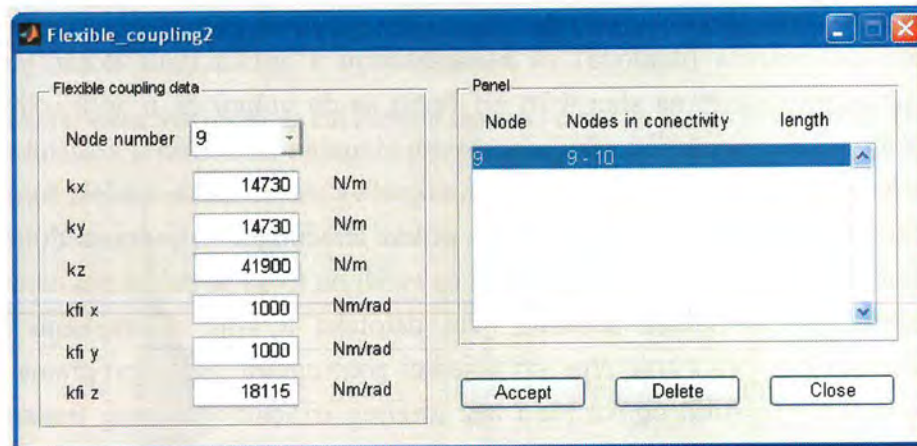 Flexible_coupling2
Flexible coupling data
Node number 9
kx 14730 N/m
ky 14730 N/m
kz 41900 N/m
kfi x 1000 Nm/rad
kfi y 1000 Nm/rad
kfi z 18115 Nm/rad
Panel
Node Nodes in conectivity length
9 9 - 10
Accept Delete Close